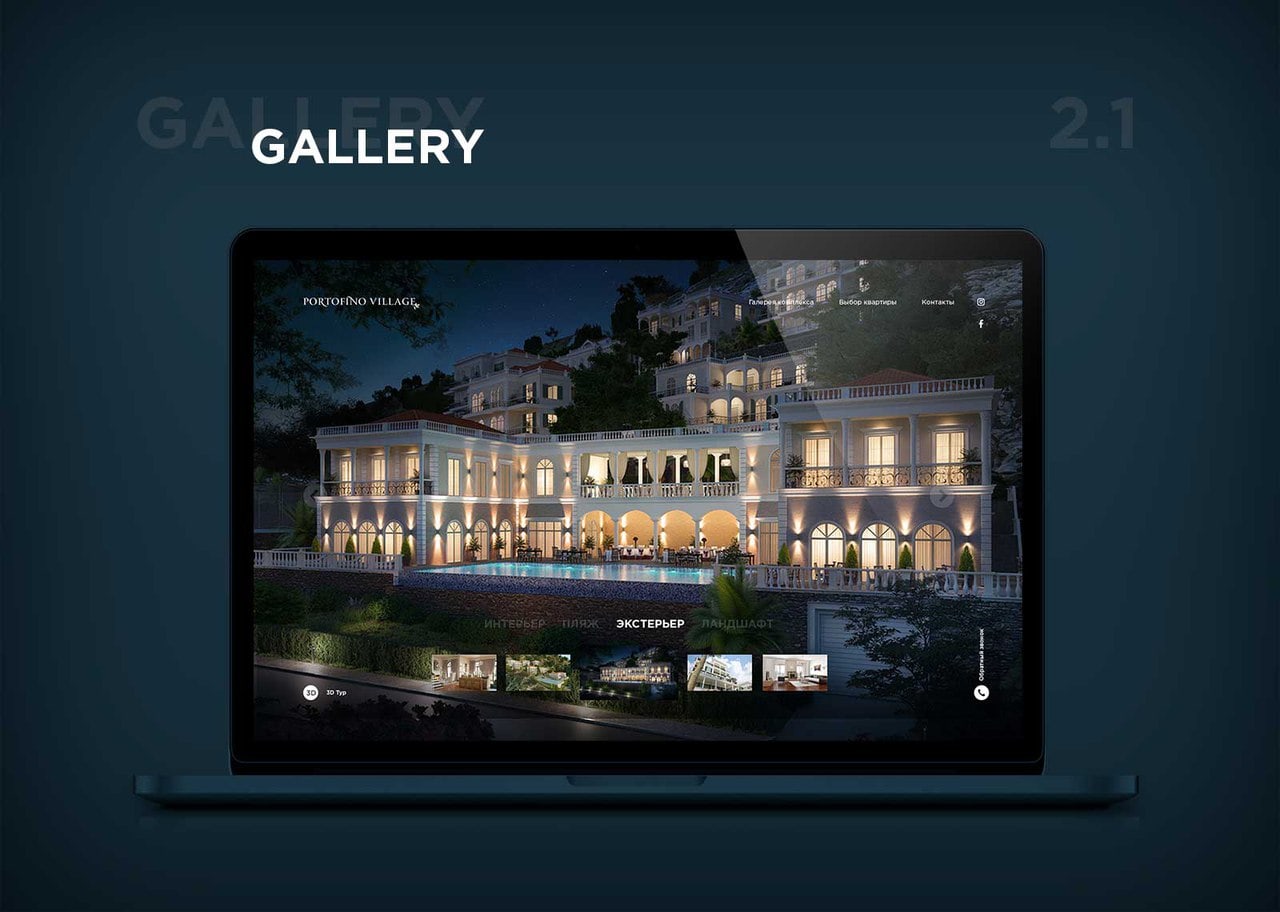 GALLERY
2.1
GALLERY
PORTOFINO VILLAGE
Галерея комплекса
Выбор квартиры
Контакты
ИНТЕРЬЕР
ПЛЯЖ
ЭКСТЕРЬЕР
ЛАНДШАФТ
Обратный звонок
3D
3D Тур